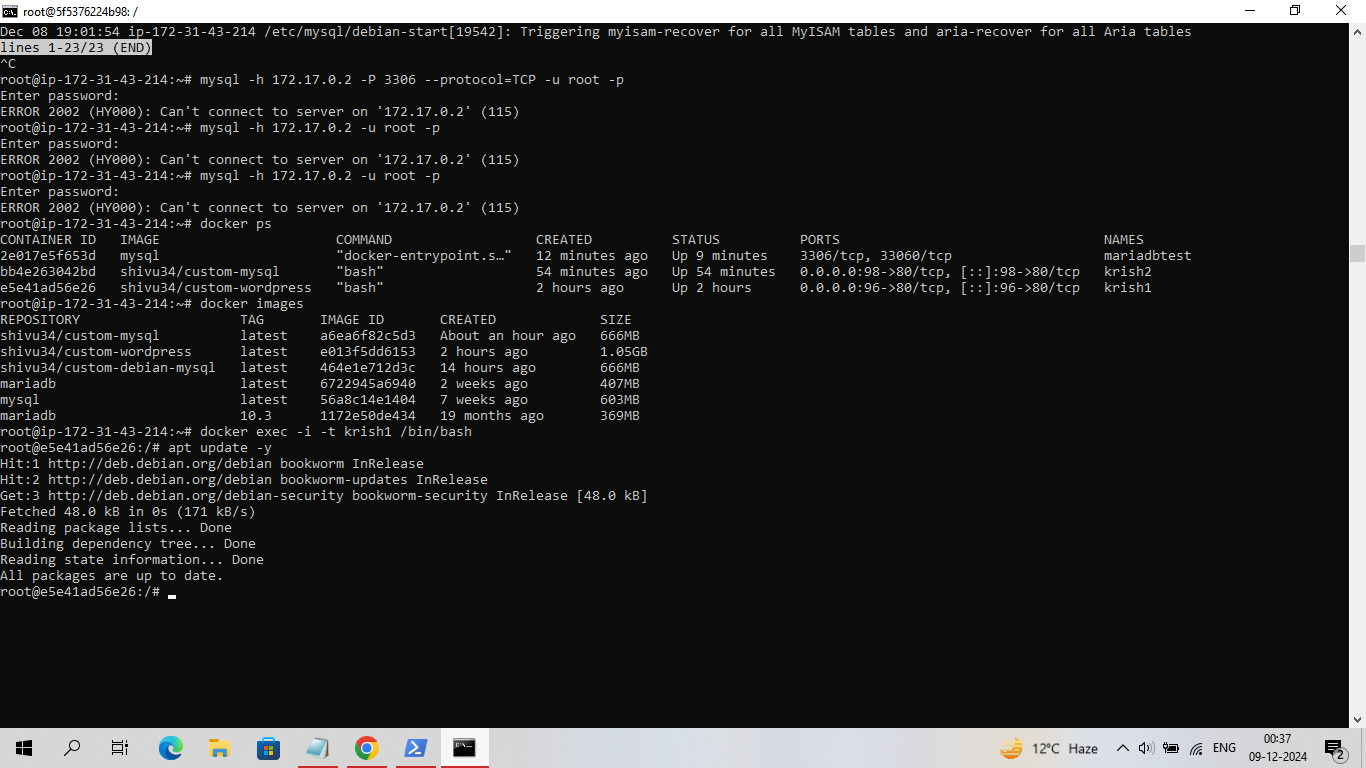 root@5f5376224b98: /
Dec 08 19:01:54 ip-172-31-43-214 /etc/mysql/debian-start[19542]: Triggering myisam-recover for all MyISAM tables and aria-recover for all Aria tables
lines 1-23/23 (END)
^C
root@ip-172-31-43-214:~# mysql -h 172.17.0.2 -P 3306 --protocol=TCP -u root -p
Enter password:
ERROR 2002 (HY000): Can't connect to server on '172.17.0.2' (115)
root@ip-172-31-43-214:~# mysql -h 172.17.0.2 -u root -p
Enter password:
ERROR 2002 (HY000): Can't connect to server on '172.17.0.2' (115)
root@ip-172-31-43-214:~# mysql -h 172.17.0.2 -u root -p
Enter password:
ERROR 2002 (HY000): Can't connect to server on '172.17.0.2' (115)
root@ip-172-31-43-214:~# docker ps
CONTAINER ID   IMAGE                      COMMAND                  CREATED          STATUS          PORTS                                 NAMES
2e017e5f653d   mysql                      "docker-entrypoint.s…"   12 minutes ago   Up 9 minutes    3306/tcp, 33060/tcp                   mariadbtest
bb4e263042bd   shivu34/custom-mysql       "bash"                   54 minutes ago   Up 54 minutes   0.0.0.0:98->80/tcp, [::]:98->80/tcp   krish2
e5e41ad56e26   shivu34/custom-wordpress   "bash"                   2 hours ago      Up 2 hours      0.0.0.0:96->80/tcp, [::]:96->80/tcp   krish1
root@ip-172-31-43-214:~# docker images
REPOSITORY                    TAG       IMAGE ID       CREATED             SIZE
shivu34/custom-mysql          latest    a6ea6f82c5d3   About an hour ago   666MB
shivu34/custom-wordpress      latest    e013f5dd6153   2 hours ago         1.05GB
shivu34/custom-debian-mysql   latest    464e1e712d3c   14 hours ago        666MB
mariadb                       latest    6722945a6940   2 weeks ago         407MB
mysql                         latest    56a8c14e1404   7 weeks ago         603MB
mariadb                       10.3      1172e50de434   19 months ago       369MB
root@ip-172-31-43-214:~# docker exec -i -t krish1 /bin/bash
root@e5e41ad56e26:/# apt update -y
Hit:1 http://deb.debian.org/debian bookworm InRelease
Hit:2 http://deb.debian.org/debian bookworm-updates InRelease
Get:3 http://deb.debian.org/debian-security bookworm-security InRelease [48.0 kB]
Fetched 48.0 kB in 0s (171 kB/s)
Reading package lists... Done
Building dependency tree... Done
Reading state information... Done
All packages are up to date.
root@e5e41ad56e26:/#
12°C Haze
ENG
00:37
09-12-2024
2